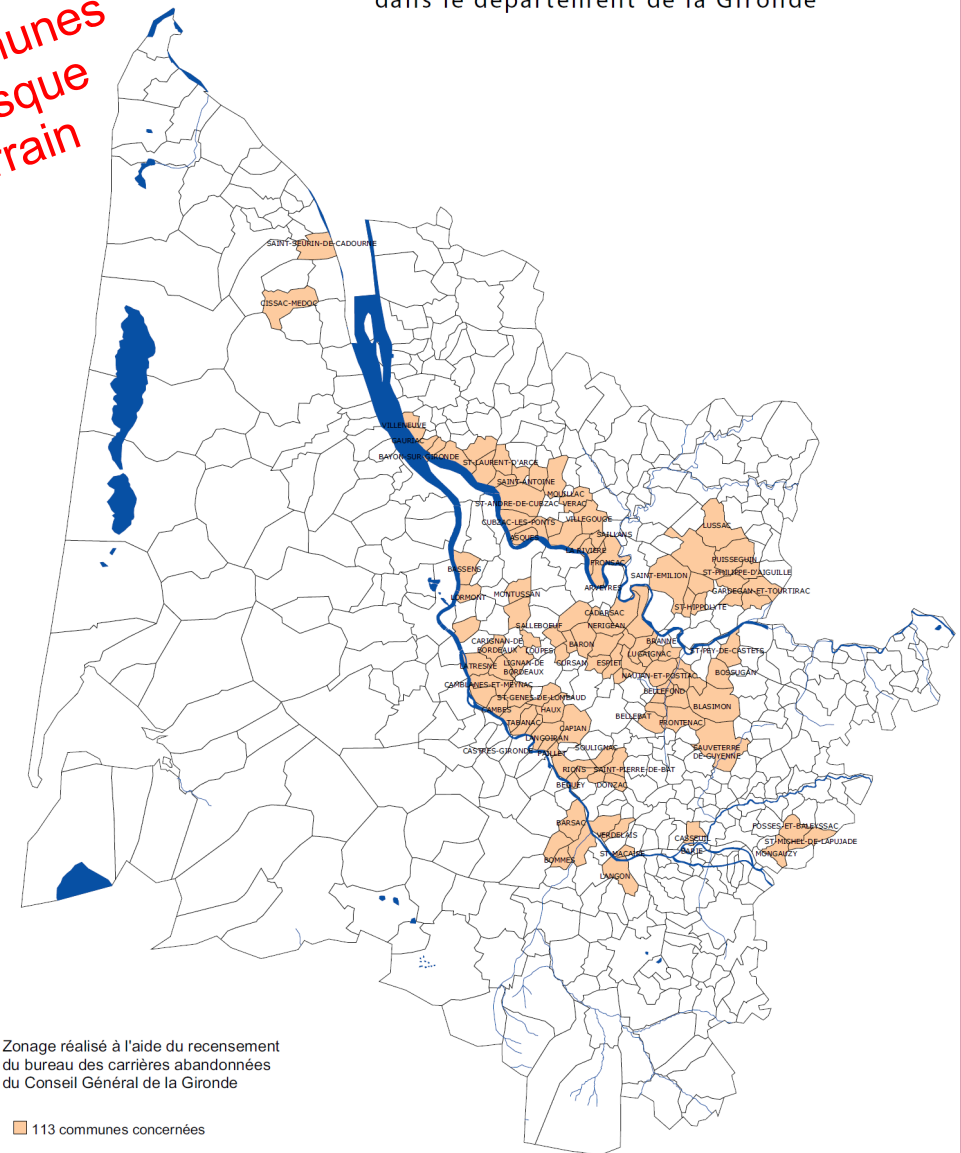 dans le département de la Gironde
SAINT-SEURIN-DE-CADOURNE
CISSAC-MEDOC
VILLENEUVE
GAURIAC
BAYON-SUR-GIRONDE
ST-LAURENT-D'ARCE
SAINT-ANTOINE
MOUILLAC
ST-ANDRE-DE-CUBZAC
VERAC
CUBZAC-LES-PONTS
VILLEGOUGE
ASQUES
SAILLANS
LA RIVIERE
FRONSAC
LUSSAC
PUISSEGUIN
ST-PHILIPPE-D'AIGUILLE
SAINT-EMILION
GARDEGAN-ET-TOURTIRAC
ST-HIPPOLYTE
BASSENS
LORMONT
MONTUSSAN
ARVEYRES
CADARSAC
SALLEBOEUF
NERIGEAN
CARIGNAN-DE-
BORDEAUX
LOUPES
BARON
BRANNE
LUGAIGNAC
ST-PEY-DE-CASTETS
LATRESNE
LIGNAN-DE
BORDEAUX
CURSAN
ESPIET
NAUJAN-ET-POSTIAC
BOSSUGAN
CAMBLANES-ET-MEYNAC
BELLEFOND
ST-GENES-DE-LOMBAUD
CAMBES
HAUX
BLASIMON
TABANAC
CAPIAN
BELLEBAT
FRONTENAC
LANGOIRAN
CASTRES-GIRONDE
PAILLET
SOULIGNAC
SAUVETERRE
DE-GUYENNE
RIONS
SAINT-PIERRE-DE-BAT
BEGUEY
DONZAC
BARSAC
VERDELAIS
CASSEUIL
FOSSES-ET-BALEYSSAC
ST-MICHEL-DE-LAPUJADE
BARIE
MONGAUZY
BOMMES
ST-MACAIRE
LANGON
Zonage réalisé à l'aide du recensement
du bureau des carrières abandonnées
du Conseil Général de la Gironde
113 communes concernées